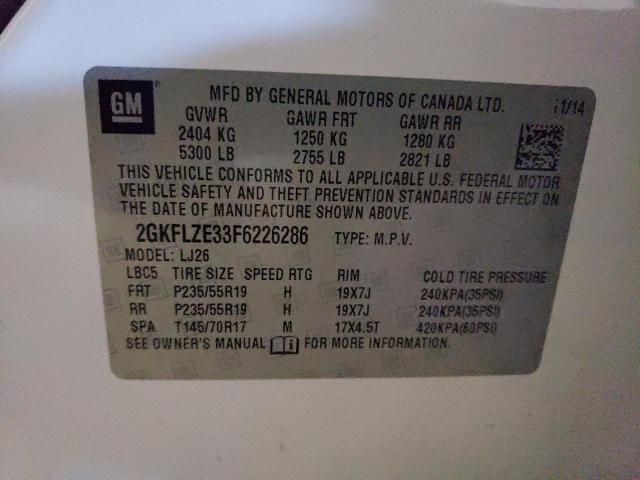 GM
MFD BY GENERAL MOTORS OF CANADA LTD. 11/14
GVWR GAWR FRT GAWR RR
2404 KG 1250 KG 1280 KG
5300 LB 2755 LB 2821 LB
THIS VEHICLE CONFORMS TO ALL APPLICABLE U.S. FEDERAL MOTOR
VEHICLE SAFETY AND THEFT PREVENTION STANDARDS IN EFFECT ON
THE DATE OF MANUFACTURE SHOWN ABOVE.
2GKFLZE33F6226286 TYPE: M.P.V.
MODEL: LJ26
LBC5 TIRE SIZE SPEED RTG RIM COLD TIRE PRESSURE
FRT P235/55R19 H 19X7J 240KPA(35PSI)
RR P235/55R19 H 19X7J 240KPA(35PSI)
SPA T145/70R17 M 17X4.5T 420KPA(60PSI)
SEE OWNER'S MANUAL FOR MORE INFORMATION.